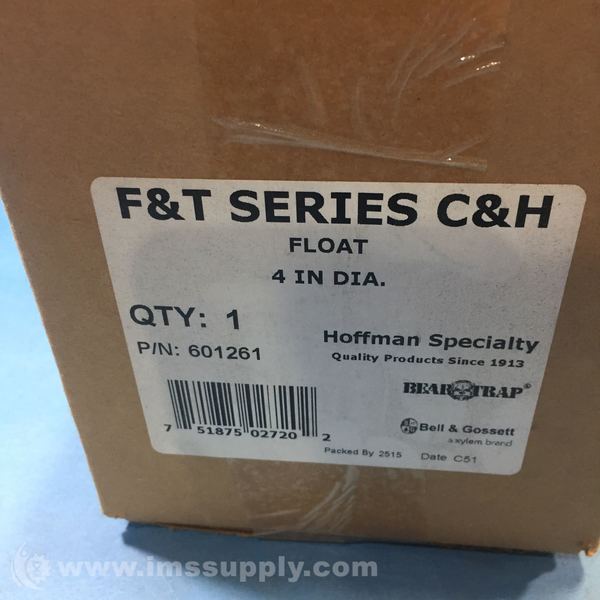 F&T SERIES C&H
FLOAT
4 IN DIA.
QTY: 1
P/N: 601261
Hoffman Specialty
Quality Products Since 1913
BEAR TRAP®
7 51875 02720 2
Bell & Gossett
a xylem brand
Packed By 2515 Date C51
© www.imssupply.com